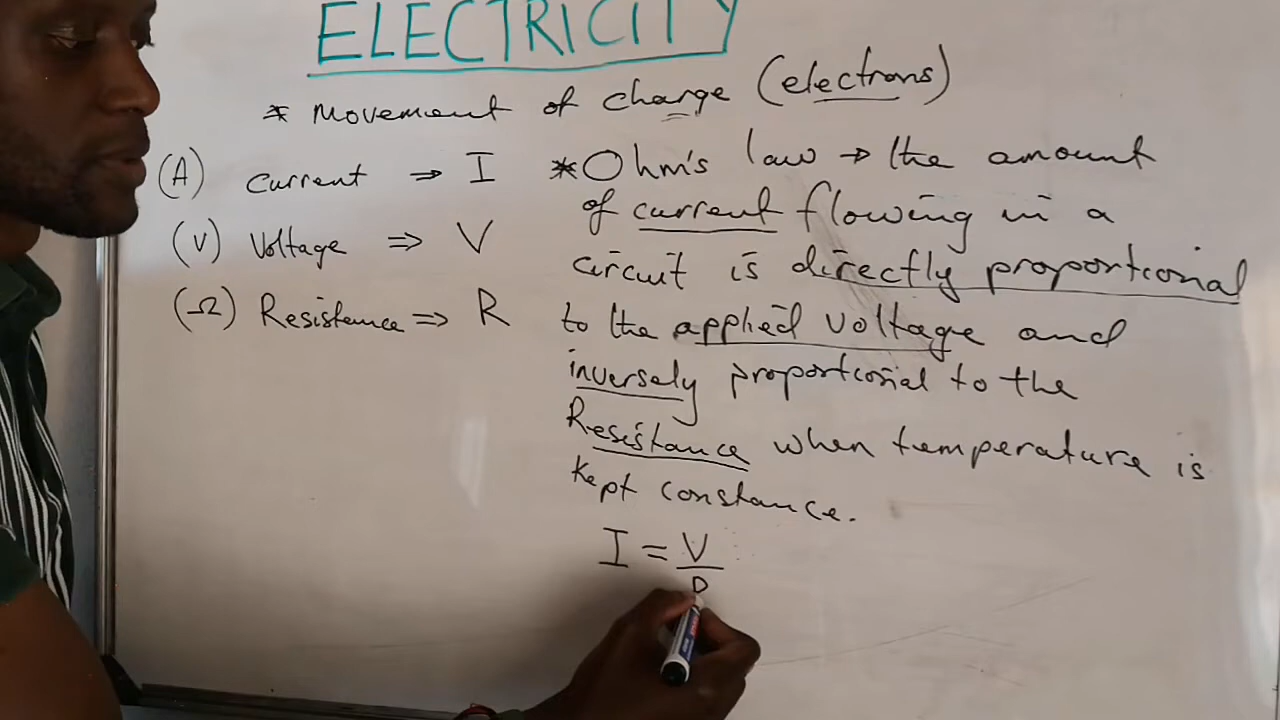 ELECTRICITY
* Movement of charge (electrons)
(A) Current → I
(V) Voltage ⇒ V
(Ω) Resistance ⇒ R
* Ohm's law → the amount
of current flowing in a
circuit is directly proportional
to the applied voltage and
inversely proportional to the
Resistance when temperature is
kept constance.
I = V